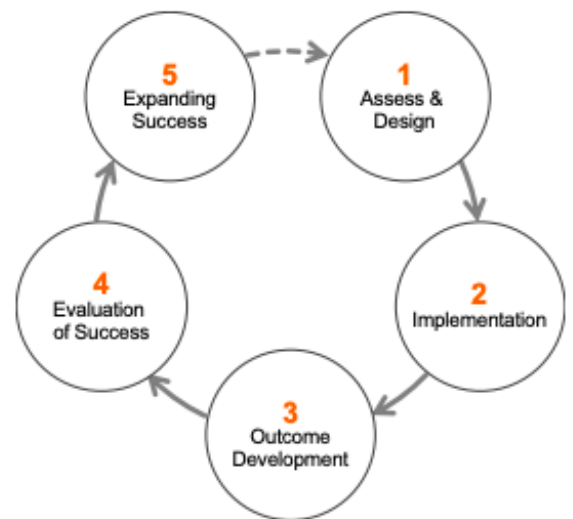 1
Assess &
Design
2
Implementation
3
Outcome
Development
4
Evaluation
of Success
5
Expanding
Success